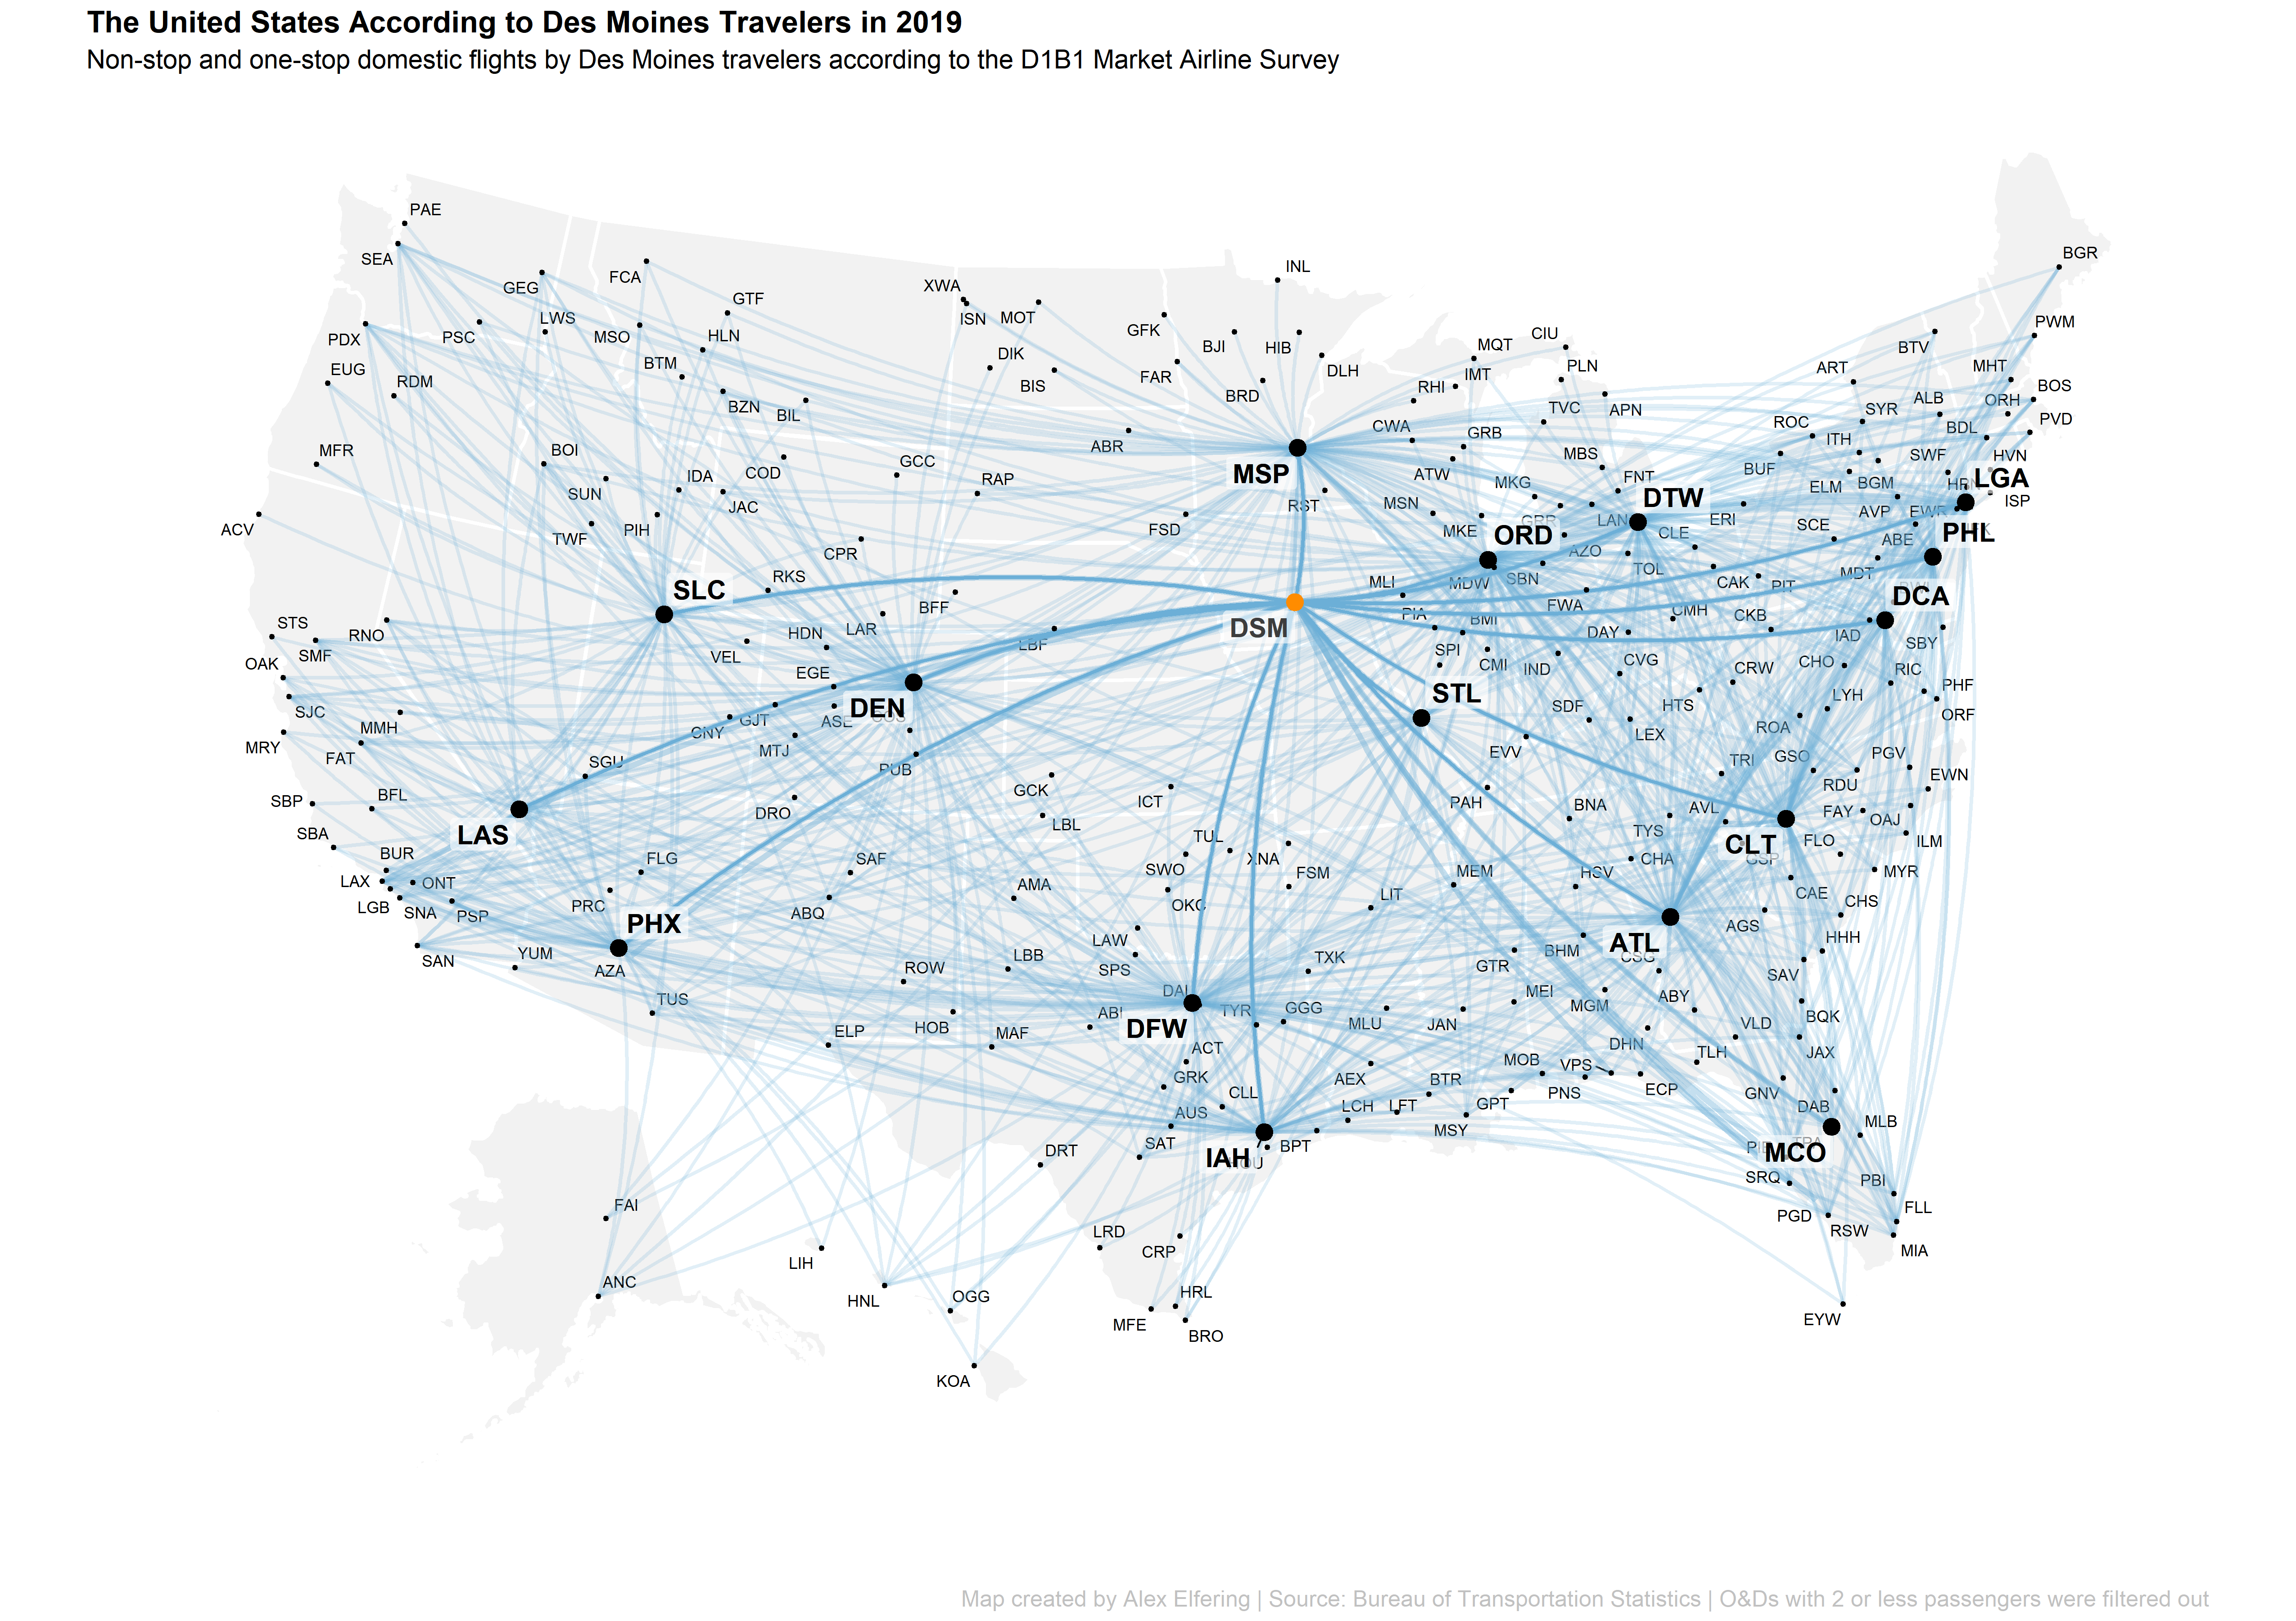 The United States According to Des Moines Travelers in 2019
Non-stop and one-stop domestic flights by Des Moines travelers according to the D1B1 Market Airline Survey
PAE
SEA
GEG
FCA
GTF
XWA
ISN
MOT
INL
BGR
PDX
PSC
LWS
MSO
HLN
GFK
BJI
HIB
CIU
MQT
PWM
BTV
EUG
RDM
BTM
DIK
BIS
FAR
BRD
DLH
RHI
IMT
PLN
ART
MHT
BOS
BZN
BIL
TVC
APN
ALB
ORH
SYR
PVD
MFR
BOI
ABR
CWA
GRB
ROC
ITH
BDL
SUN
IDA
COD
GCC
RAP
MSP
ATW
MBS
BUF
SWF
HVN
JAC
RST
MSN
MKG
FNT
DTW
ELM
BGM
LGA
ISP
ACV
TWF
PIH
CPR
FSD
MKE
ORD
GRR
LAN
CLE
ERI
SCE
AVP
EWR
ABE
PHL
SLC
RKS
BFF
MLI
MDW
SBN
AZO
TOL
CAK
PIT
MDT
DCA
STS
SMF
RNO
LAR
HDN
VEL
LBF
DSM
PIA
BMI
FWA
DAY
CMH
CKB
IAD
SBY
OAK
EGE
SPI
CMI
IND
CVG
CRW
CHO
RIC
PHF
SJC
MMH
DEN
ASE
COS
GJT
CNY
STL
SDF
HTS
LYH
ORF
MRY
FAT
MTJ
EVV
LEX
ROA
SGU
PUB
TRI
GSO
PGV
SBP
BFL
DRO
GCK
ICT
PAH
BNA
AVL
RDU
EWN
SBA
LAS
LBL
TUL
XNA
TYS
CLT
FAY
OAJ
FLO
ILM
BUR
LAX
ONT
FLG
SAF
SWO
FSM
MEM
HSV
CHA
GSP
MYR
LGB
SNA
PSP
PRC
ABQ
AMA
OKC
LIT
CAE
CHS
PHX
AGS
SAN
YUM
AZA
ROW
LBB
LAW
SPS
TXK
GTR
BHM
ATL
CSG
HHH
SAV
TUS
HOB
MAF
DAL
DFW
TYR
GGG
MLU
JAN
MEI
MGM
ABY
VLD
BQK
ELP
ACT
MOB
VPS
DHN
TLH
JAX
GRK
AEX
BTR
PNS
ECP
GNV
AUS
CLL
LCH
LFT
GPT
DAB
MLB
DRT
SAT
IAH
BPT
MSY
MCO
TPA
SRQ
PBI
FAI
LRD
CRP
PGD
RSW
FLL
MIA
LIH
ANC
HNL
OGG
MFE
HRL
BRO
EYW
KOA
Map created by Alex Elfering | Source: Bureau of Transportation Statistics | O&Ds with 2 or less passengers were filtered out